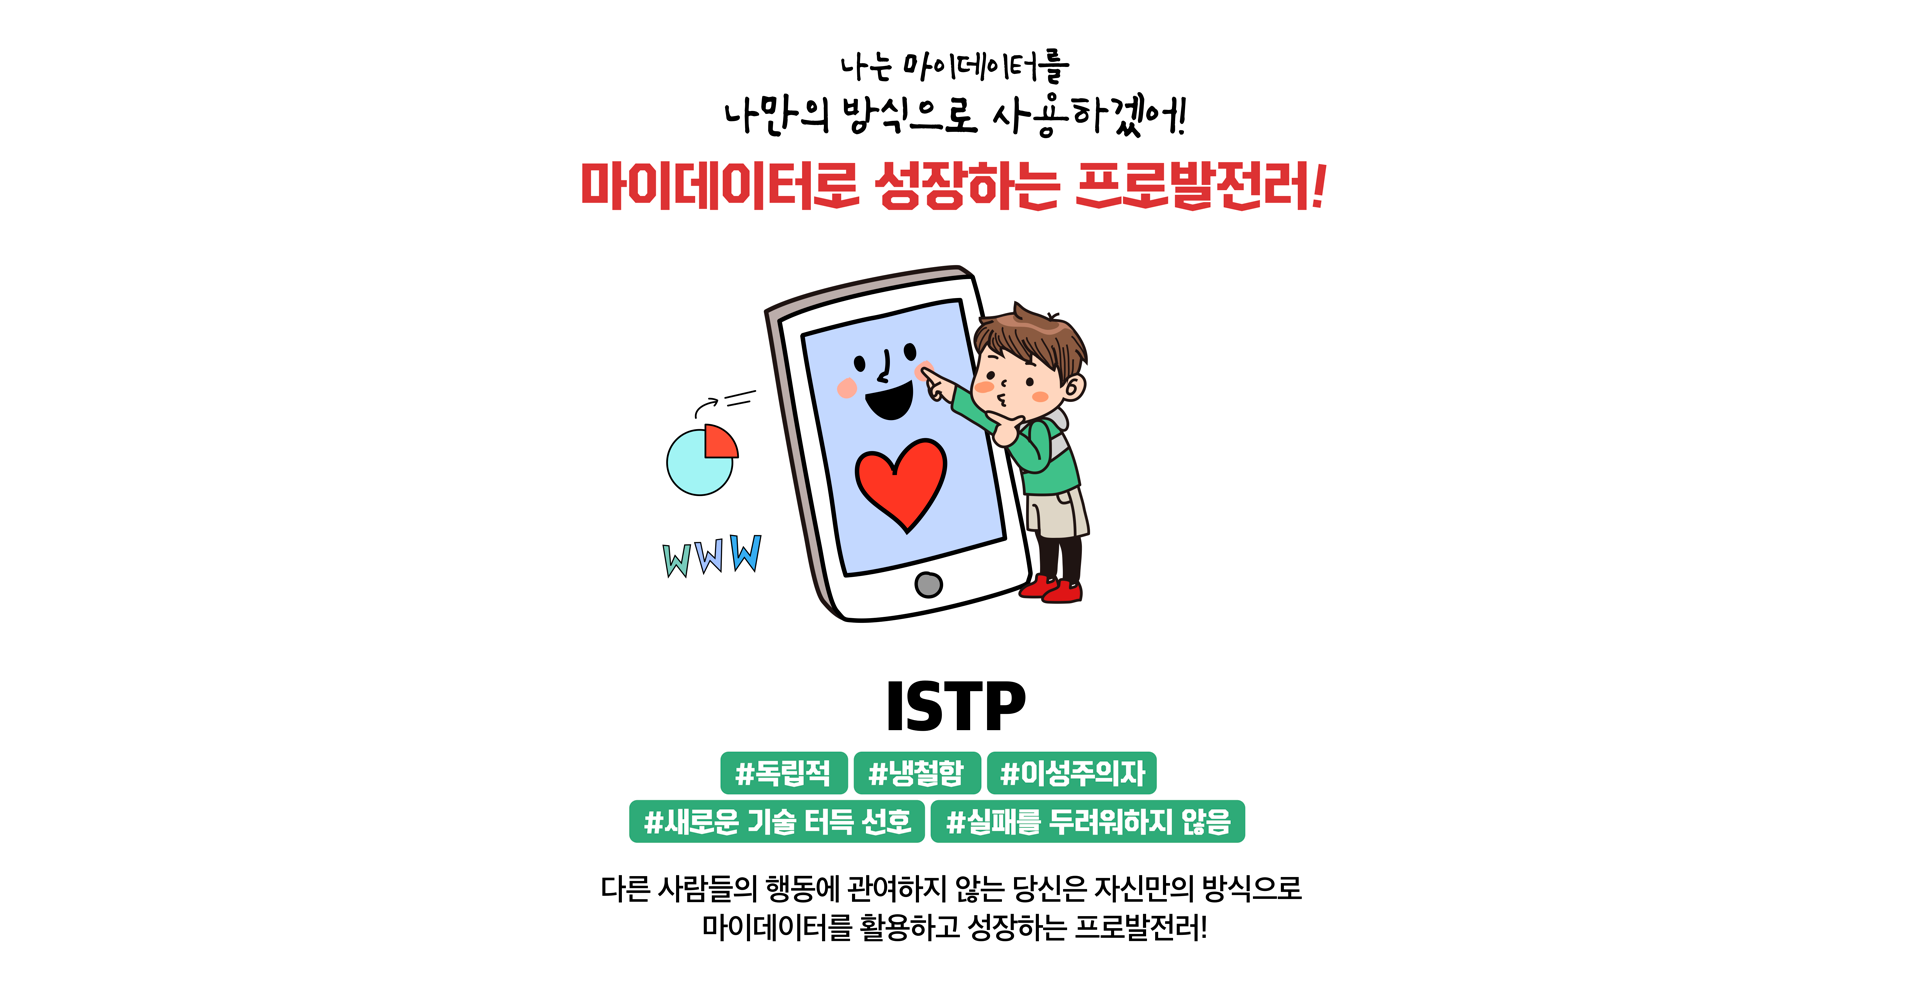 나는 마이데이터를
나만의 방식으로 사용하겠어!
마이데이터로 성장하는 프로발전러!
WWW
ISTP
#독립적 #냉철함 #이성주의자
#새로운 기술 터득 선호 #실패를 두려워하지 않음
다른 사람들의 행동에 관여하지 않는 당신은 자신만의 방식으로
마이데이터를 활용하고 성장하는 프로발전러!